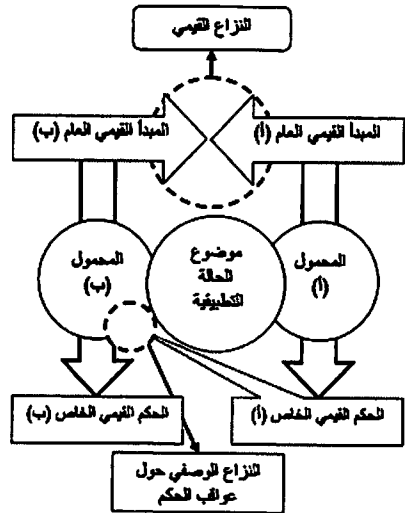 النزاع القيمي
المبدأ القيمي العام (أ)
المبدأ القيمي العام (ب)
المحمول
(أ)
موضوع
الحالة
التطبيقية
المحمول
(ب)
الحكم القيمي الخاص (أ)
الحكم القيمي الخاص (ب)
النزاع الوصفي حول
عواقب الحكم